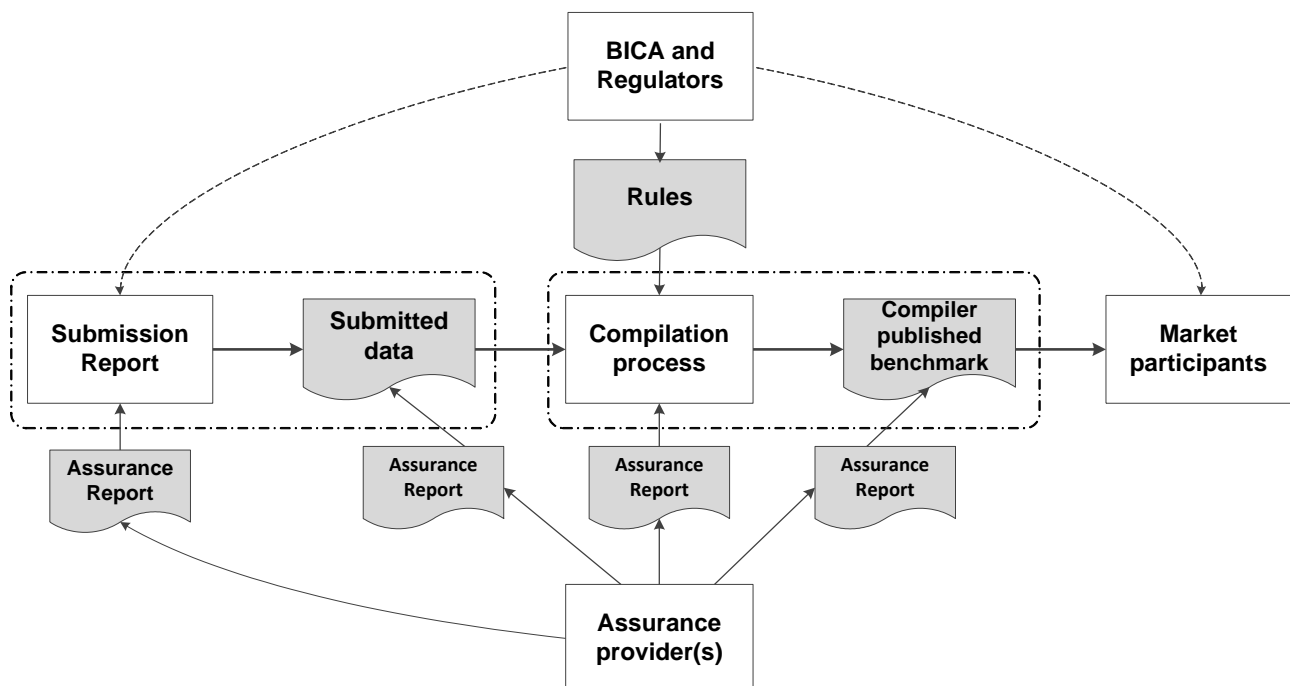 BICA and
Regulators
Rules
Submission
Report
Submitted
data
Compilation
process
Compiler
published
benchmark
Market
participants
Assurance
Report
Assurance
Report
Assurance
Report
Assurance
Report
Assurance
provider(s)